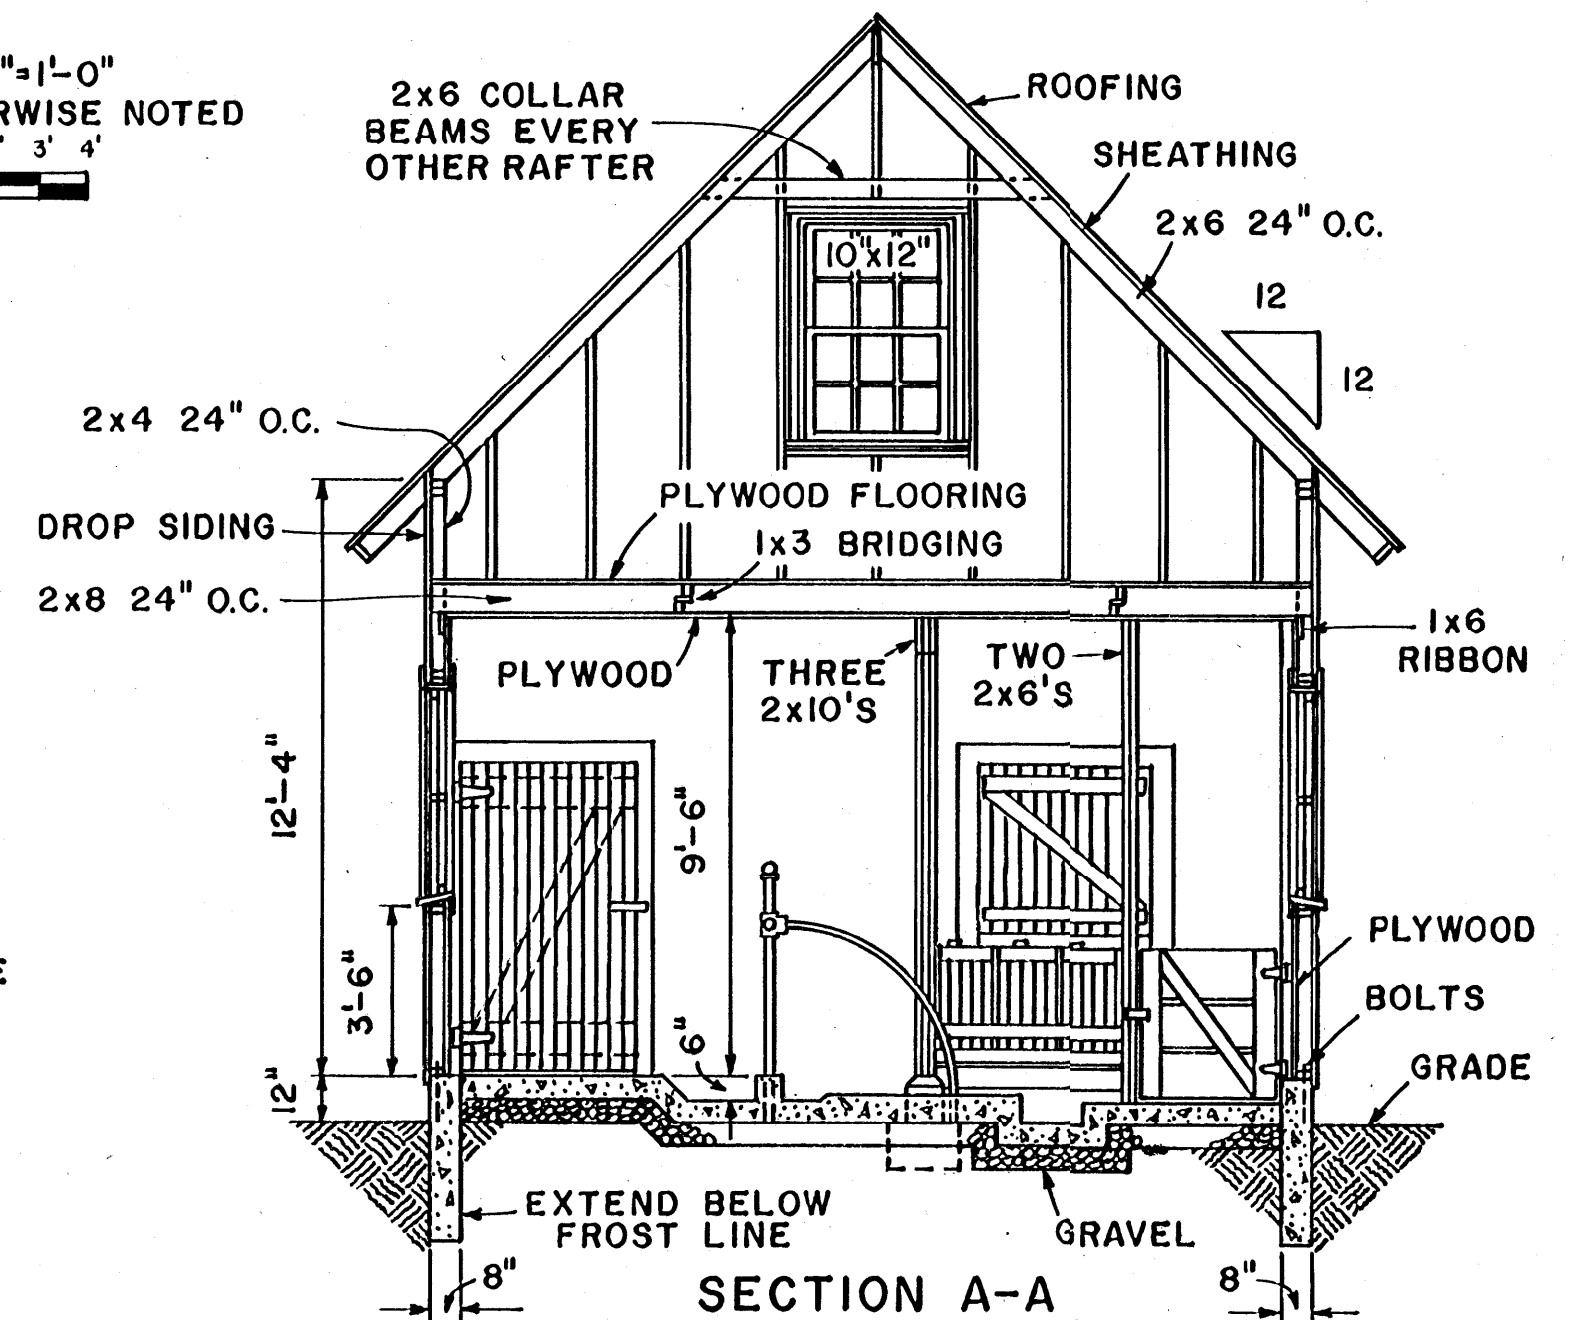 "=1'-0"
RWISE NOTED
3' 4'
2x6 COLLAR
BEAMS EVERY
OTHER RAFTER
ROOFING
SHEATHING
2x6 24" O.C.
10"x12"
12
12
2x4 24" O.C.
PLYWOOD FLOORING
DROP SIDING
1x3 BRIDGING
2x8 24" O.C.
1x6
RIBBON
PLYWOOD
THREE
2x10'S
TWO
2x6'S
12'-4"
9'-6"
3'-6"
6"
12"
PLYWOOD
BOLTS
GRADE
EXTEND BELOW
FROST LINE
GRAVEL
8"
8"
SECTION A-A